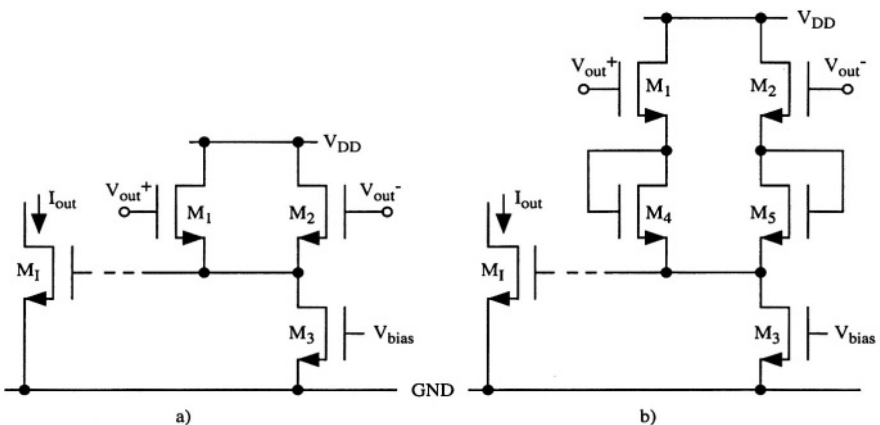 V_DD
V_out+
M_1
M_2
V_out-
I_out
M_I
M_3
V_bias
a)
GND
V_DD
V_out+
M_1
M_2
V_out-
M_4
M_5
I_out
M_I
M_3
V_bias
b)